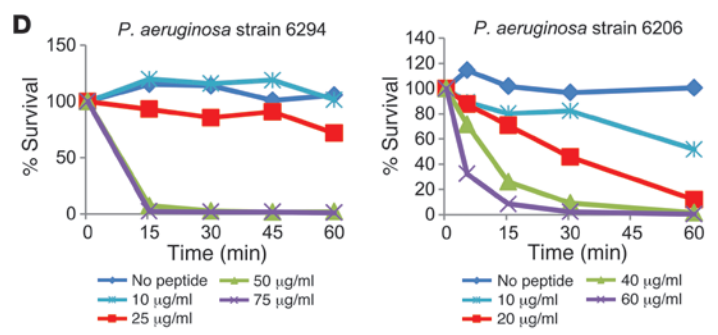 D
P. aeruginosa strain 6294
% Survival
150
100
50
0
0 15 30 45 60
Time (min)
No peptide
10 µg/ml
25 µg/ml
50 µg/ml
75 µg/ml
P. aeruginosa strain 6206
% Survival
140
120
100
80
60
40
20
0
0 15 30 45 60
Time (min)
No peptide
10 µg/ml
20 µg/ml
40 µg/ml
60 µg/ml